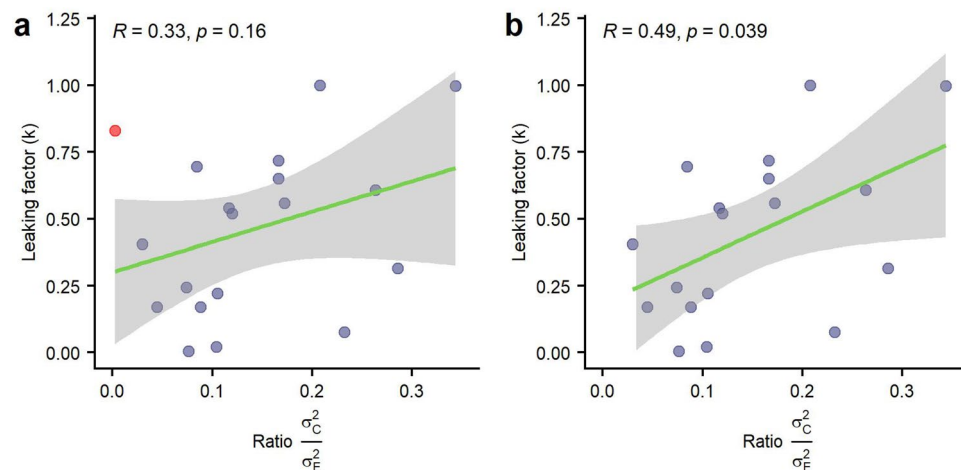 a
R = 0.33, p = 0.16
1.25
1.00
0.75
0.50
0.25
0.00
Leaking factor (k)
0.0 0.1 0.2 0.3
Ratio σ²C / σ²E
b
R = 0.49, p = 0.039
1.25
1.00
0.75
0.50
0.25
0.00
Leaking factor (k)
0.0 0.1 0.2 0.3
Ratio σ²C / σ²E